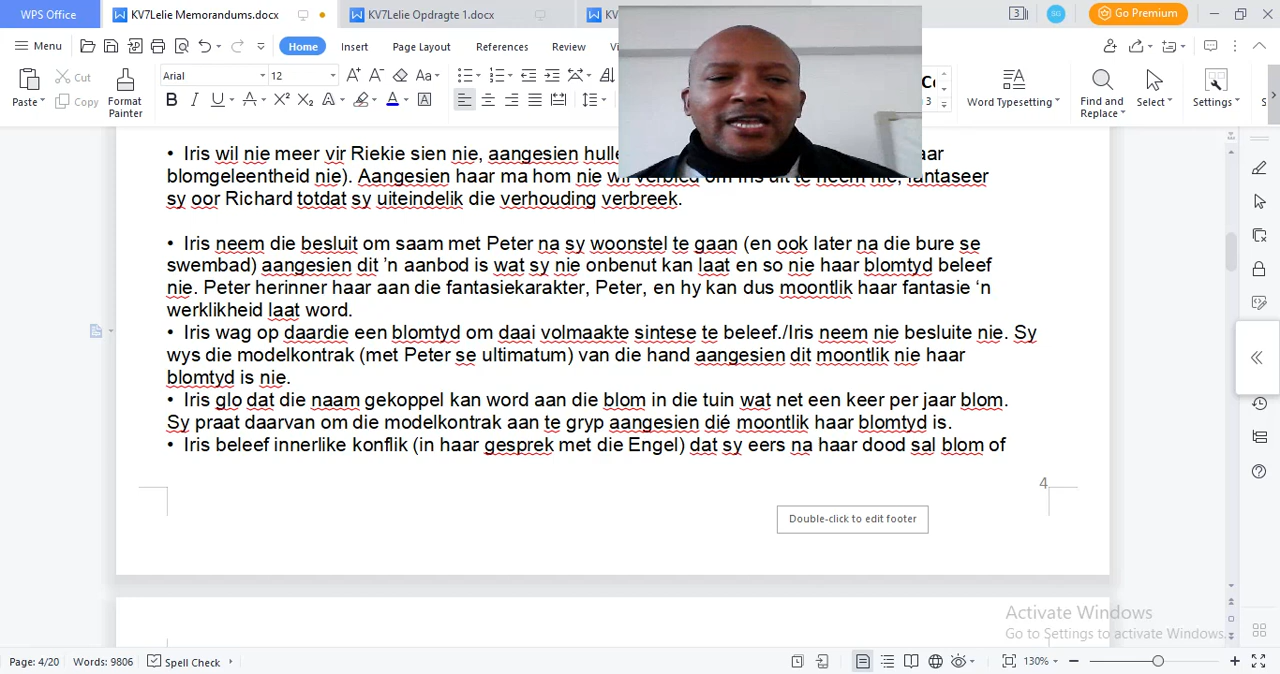 WPS Office KV7Lelie Memorandums.docx KV7Lelie Opdragte 1.docx KV 3 SG Go Premium
Menu Home Insert Page Layout References Review
Cut Copy Paste Format Painter Arial 12 Word Typesetting Find and Replace Select Settings
• Iris wil nie meer vir Riekie sien nie, aangesien
blomgeleentheid nie). Aangesien haar ma hom nie
sy oor Richard totdat sy uiteindelik die verhouding verbreek.
• Iris neem die besluit om saam met Peter na sy woonstel te gaan (en ook later na die bure se
swembad) aangesien dit ’n aanbod is wat sy nie onbenut kan laat en so nie haar blomtyd beleef
nie. Peter herinner haar aan die fantasiekarakter, Peter, en hy kan dus moontlik haar fantasie ‘n
werklikheid laat word.
• Iris wag op daardie een blomtyd om daai volmaakte sintese te beleef./Iris neem nie besluite nie. Sy
wys die modelkontrak (met Peter se ultimatum) van die hand aangesien dit moontlik nie haar
blomtyd is nie.
• Iris glo dat die naam gekoppel kan word aan die blom in die tuin wat net een keer per jaar blom.
Sy praat daarvan om die modelkontrak aan te gryp aangesien dié moontlik haar blomtyd is.
• Iris beleef innerlike konflik (in haar gesprek met die Engel) dat sy eers na haar dood sal blom of
4
Double-click to edit footer
Activate Windows
Go to Settings to activate Windows.
Page: 4/20 Words: 9806 Spell Check 130%